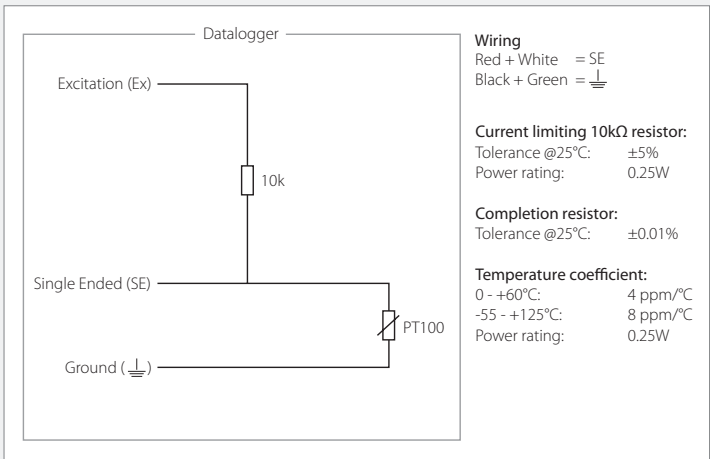 Datalogger
Excitation (Ex)
10k
Single Ended (SE)
PT100
Ground (⏚)
Wiring
Red + White = SE
Black + Green = ⏚
Current limiting 10kΩ resistor:
Tolerance @25°C: ±5%
Power rating: 0.25W
Completion resistor:
Tolerance @25°C: ±0.01%
Temperature coefficient:
0 - +60°C: 4 ppm/°C
-55 - +125°C: 8 ppm/°C
Power rating: 0.25W